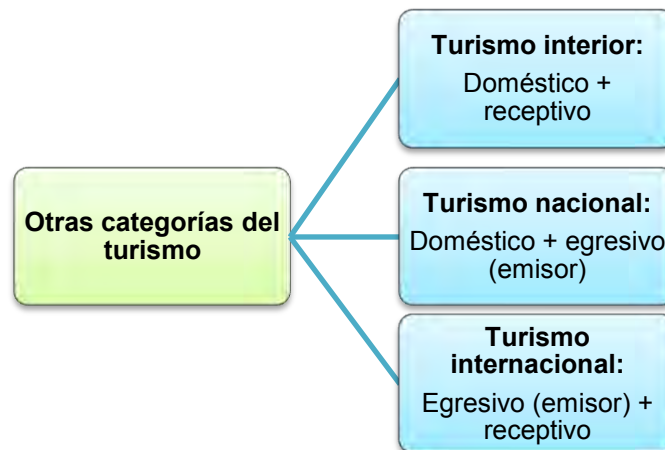 Otras categorías del
turismo
Turismo interior:
Doméstico +
receptivo
Turismo nacional:
Doméstico + egresivo
(emisor)
Turismo
internacional:
Egresivo (emisor) +
receptivo